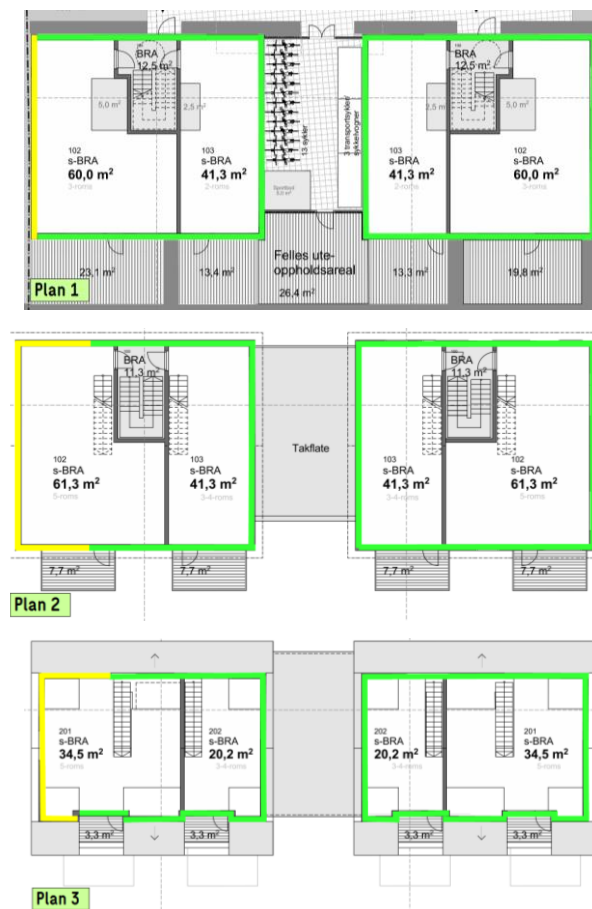 BRA
12,5 m²
BRA
12,5 m²
5,0 m²
2,5 m²
13 sykler
3 transportsykler/
sykkelvogner
2,5 m²
5,0 m²
102
s-BRA
60,0 m²
3-roms
103
s-BRA
41,3 m²
2-roms
103
s-BRA
41,3 m²
2-roms
102
s-BRA
60,0 m²
3-roms
Felles ute-
oppholdsareal
26,4 m²
23,1 m²
13,4 m²
13,3 m²
19,8 m²
Plan 1
BRA
11,3 m²
BRA
11,3 m²
Takflate
102
s-BRA
61,3 m²
5-roms
103
s-BRA
41,3 m²
3-4-roms
103
s-BRA
41,3 m²
3-4-roms
102
s-BRA
61,3 m²
5-roms
7,7 m²
7,7 m²
7,7 m²
7,7 m²
Plan 2
201
s-BRA
34,5 m²
5-roms
202
s-BRA
20,2 m²
3-4-roms
202
s-BRA
20,2 m²
3-4-roms
201
s-BRA
34,5 m²
5-roms
3,3 m²
3,3 m²
3,3 m²
3,3 m²
Plan 3